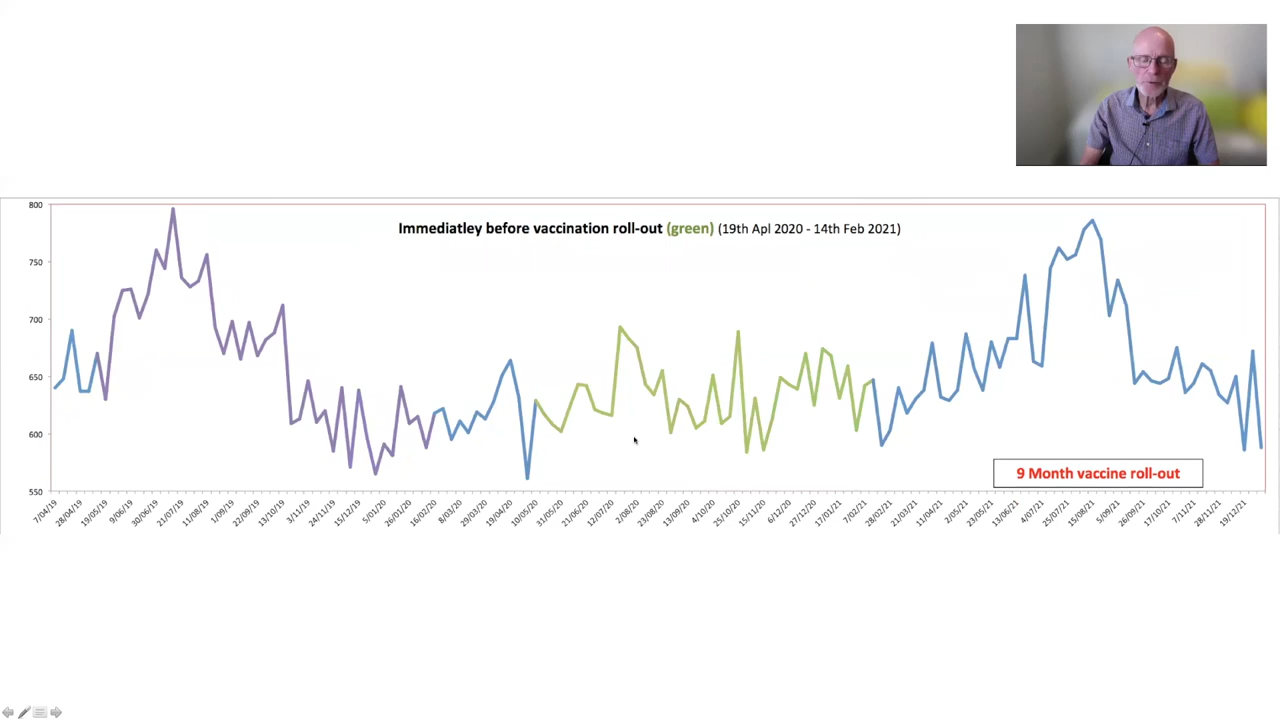 Immediatley before vaccination roll-out (green) (19th Apl 2020 - 14th Feb 2021)
800
750
700
650
600
550
9 Month vaccine roll-out
7/04/19 28/04/19 19/05/19 9/06/19 30/06/19 21/07/19 11/08/19 1/09/19 22/09/19 13/10/19 3/11/19 24/11/19 15/12/19 5/01/20 26/01/20 16/02/20 8/03/20 29/03/20 19/04/20 10/05/20 31/05/20 21/06/20 12/07/20 2/08/20 23/08/20 13/09/20 4/10/20 25/10/20 15/11/20 6/12/20 27/12/20 17/01/21 7/02/21 28/02/21 21/03/21 11/04/21 2/05/21 23/05/21 13/06/21 4/07/21 25/07/21 15/08/21 5/09/21 26/09/21 17/10/21 7/11/21 28/11/21 19/12/21